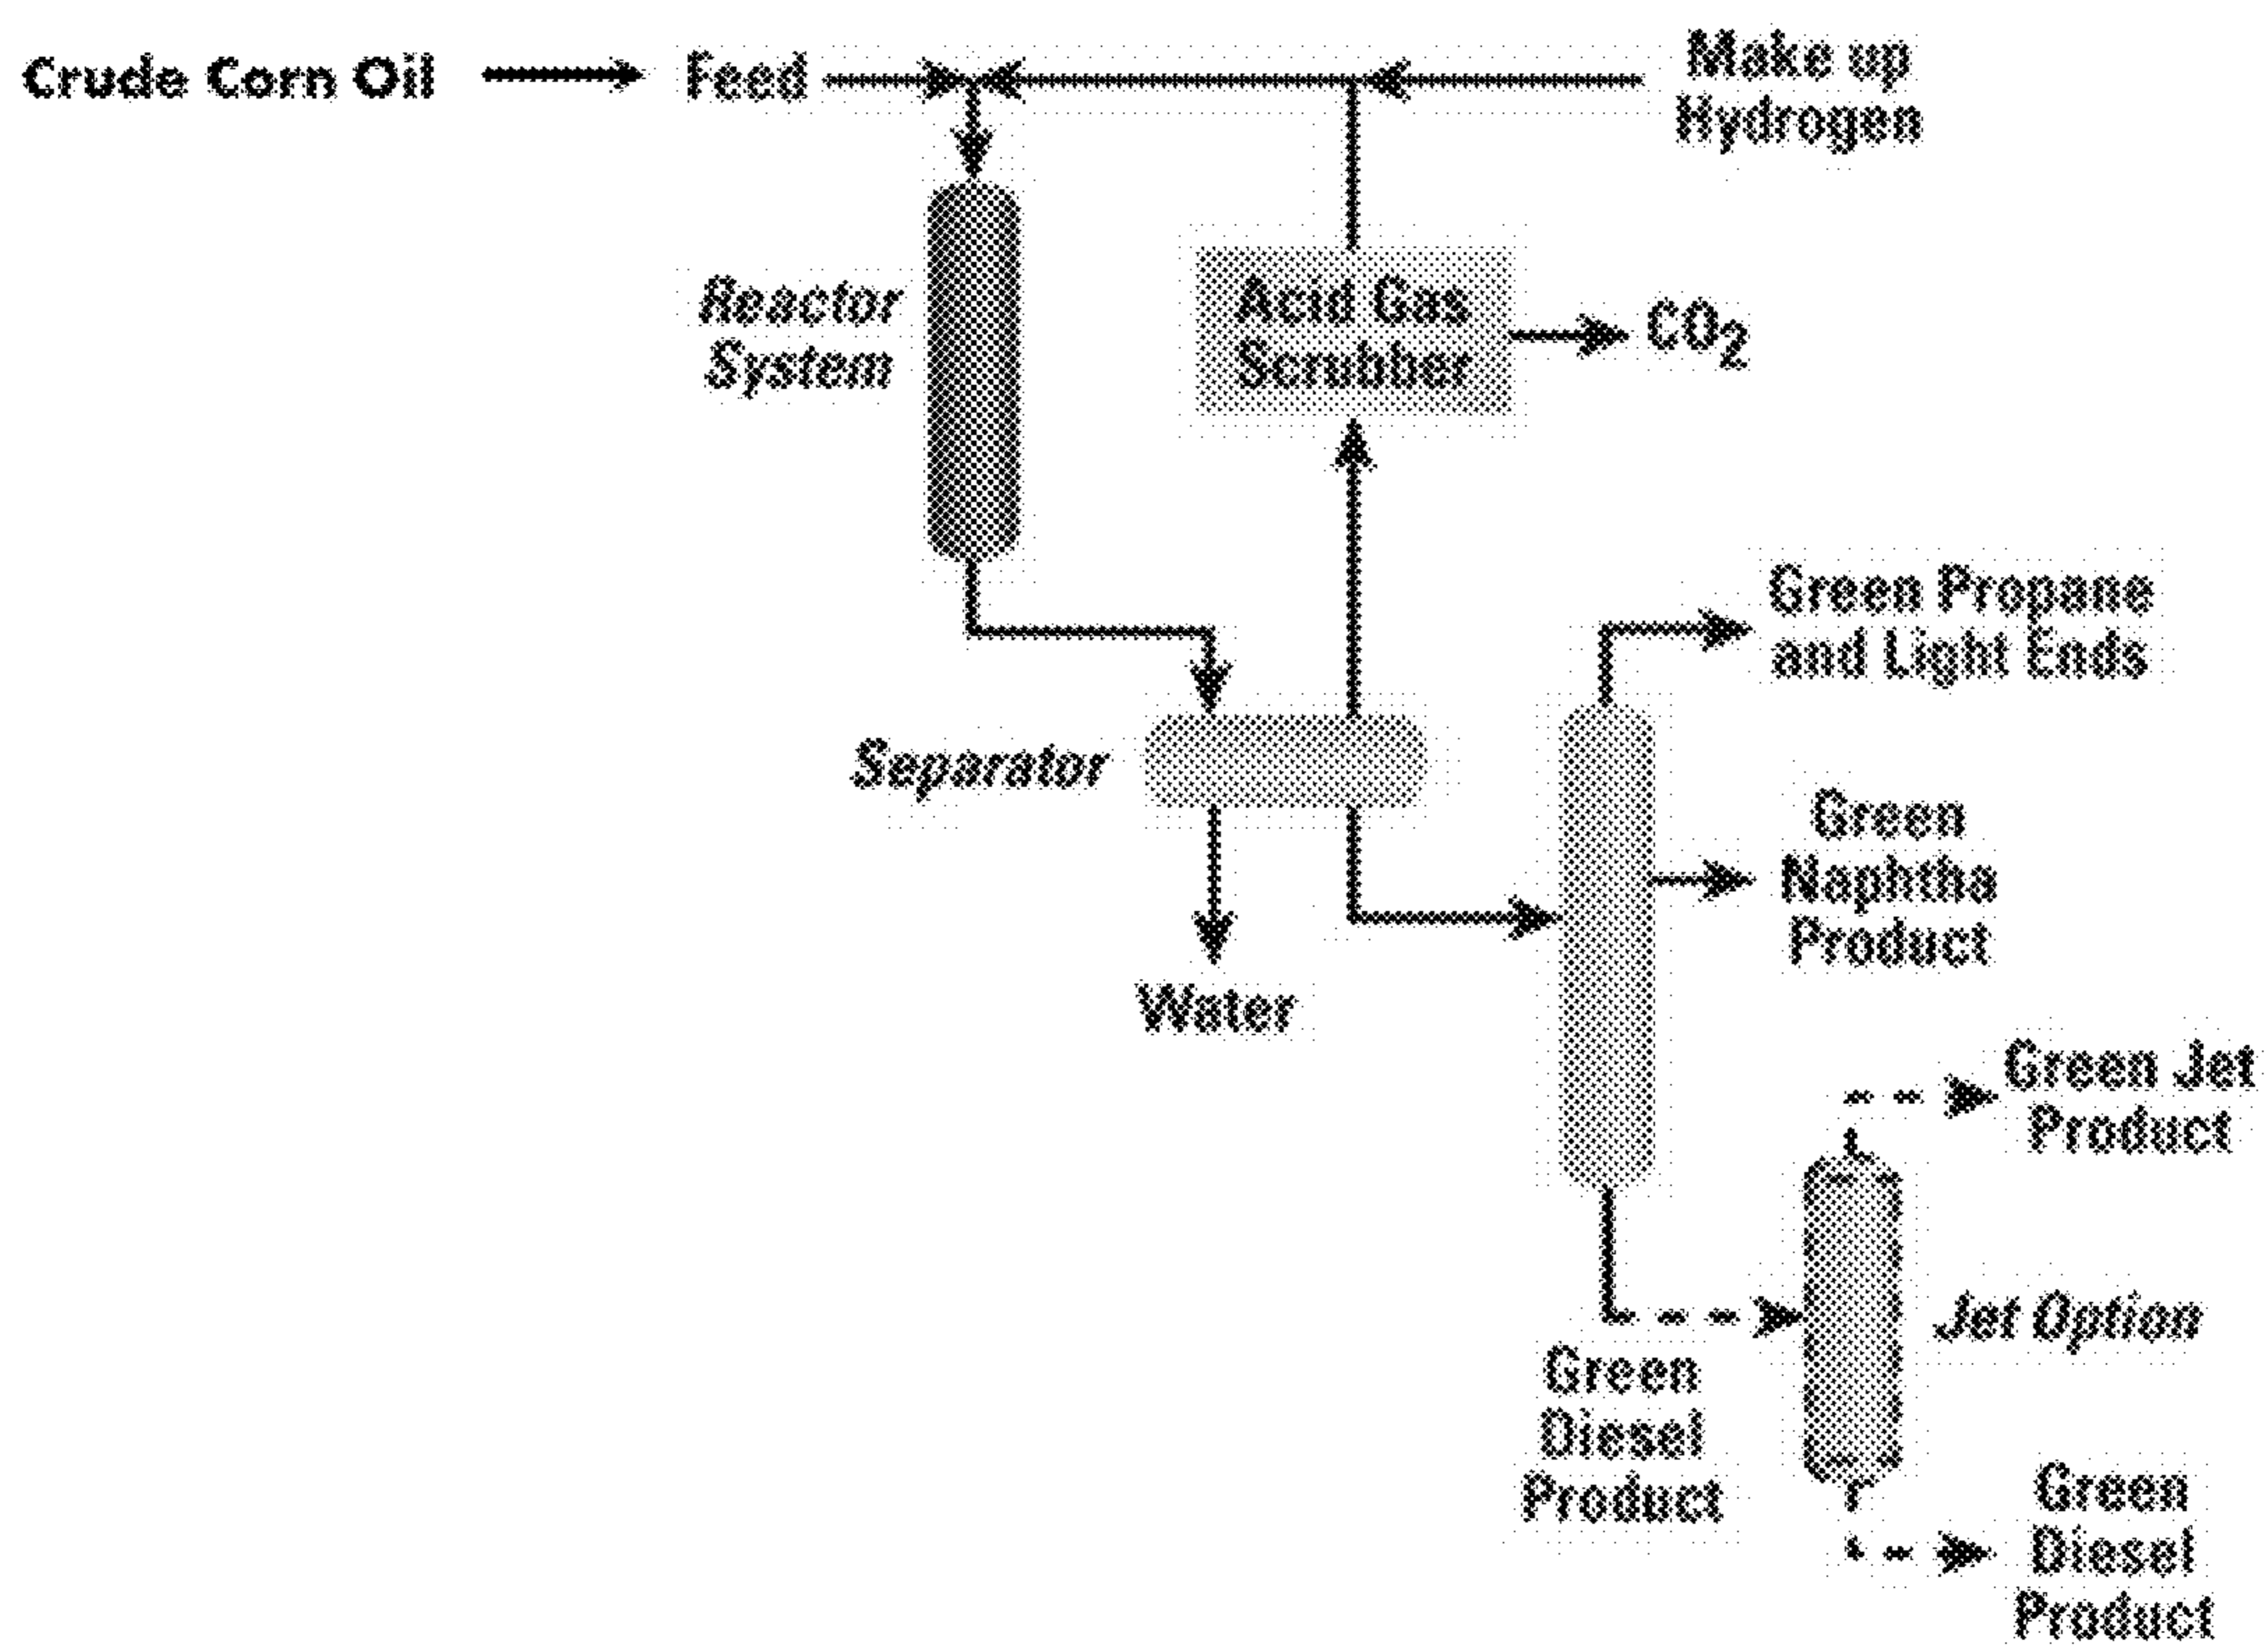 Crude Corn Oil
Feed
Make up
Hydrogen
Reactor
System
Acid Gas
Scrubber
CO2
Green Propane
and Light Ends
Separator
Green
Naphtha
Product
Water
Green Jet
Product
Jet Option
Green
Diesel
Product
Green
Diesel
Product